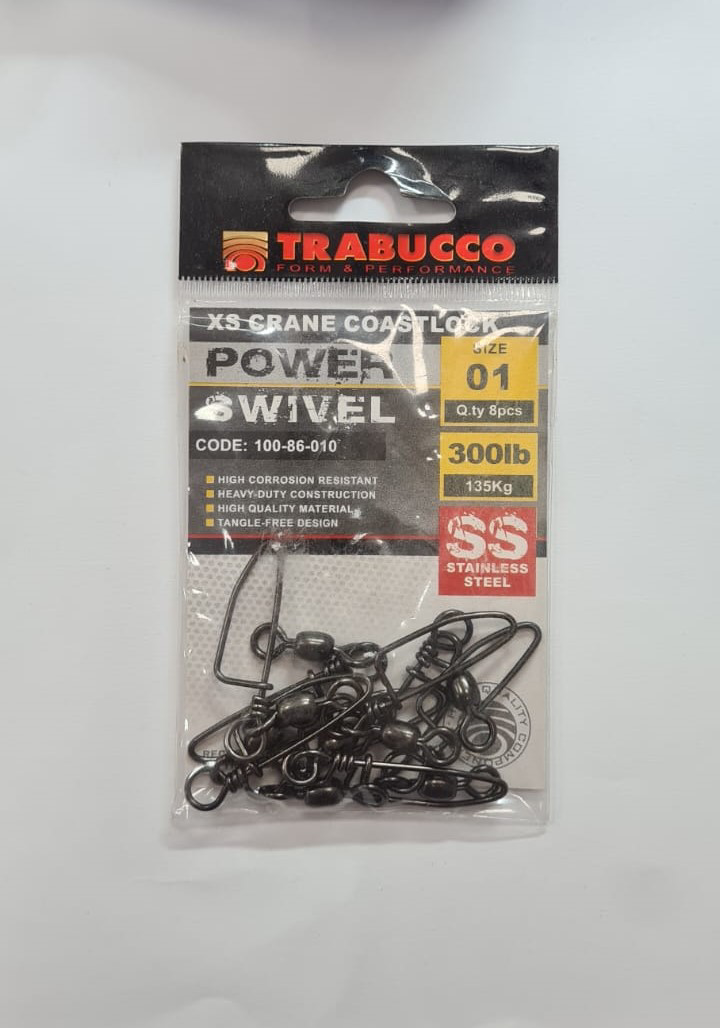 TRABUCCO
FORM & PERFORMANCE
XS CRANE COASTLOCK
POWER
SWIVEL
CODE: 100-86-010
HIGH CORROSION RESISTANT
HEAVY-DUTY CONSTRUCTION
HIGH QUALITY MATERIAL
TANGLE-FREE DESIGN
SIZE
01
Q.ty 8pcs
300lb
135Kg
SS
STAINLESS
STEEL